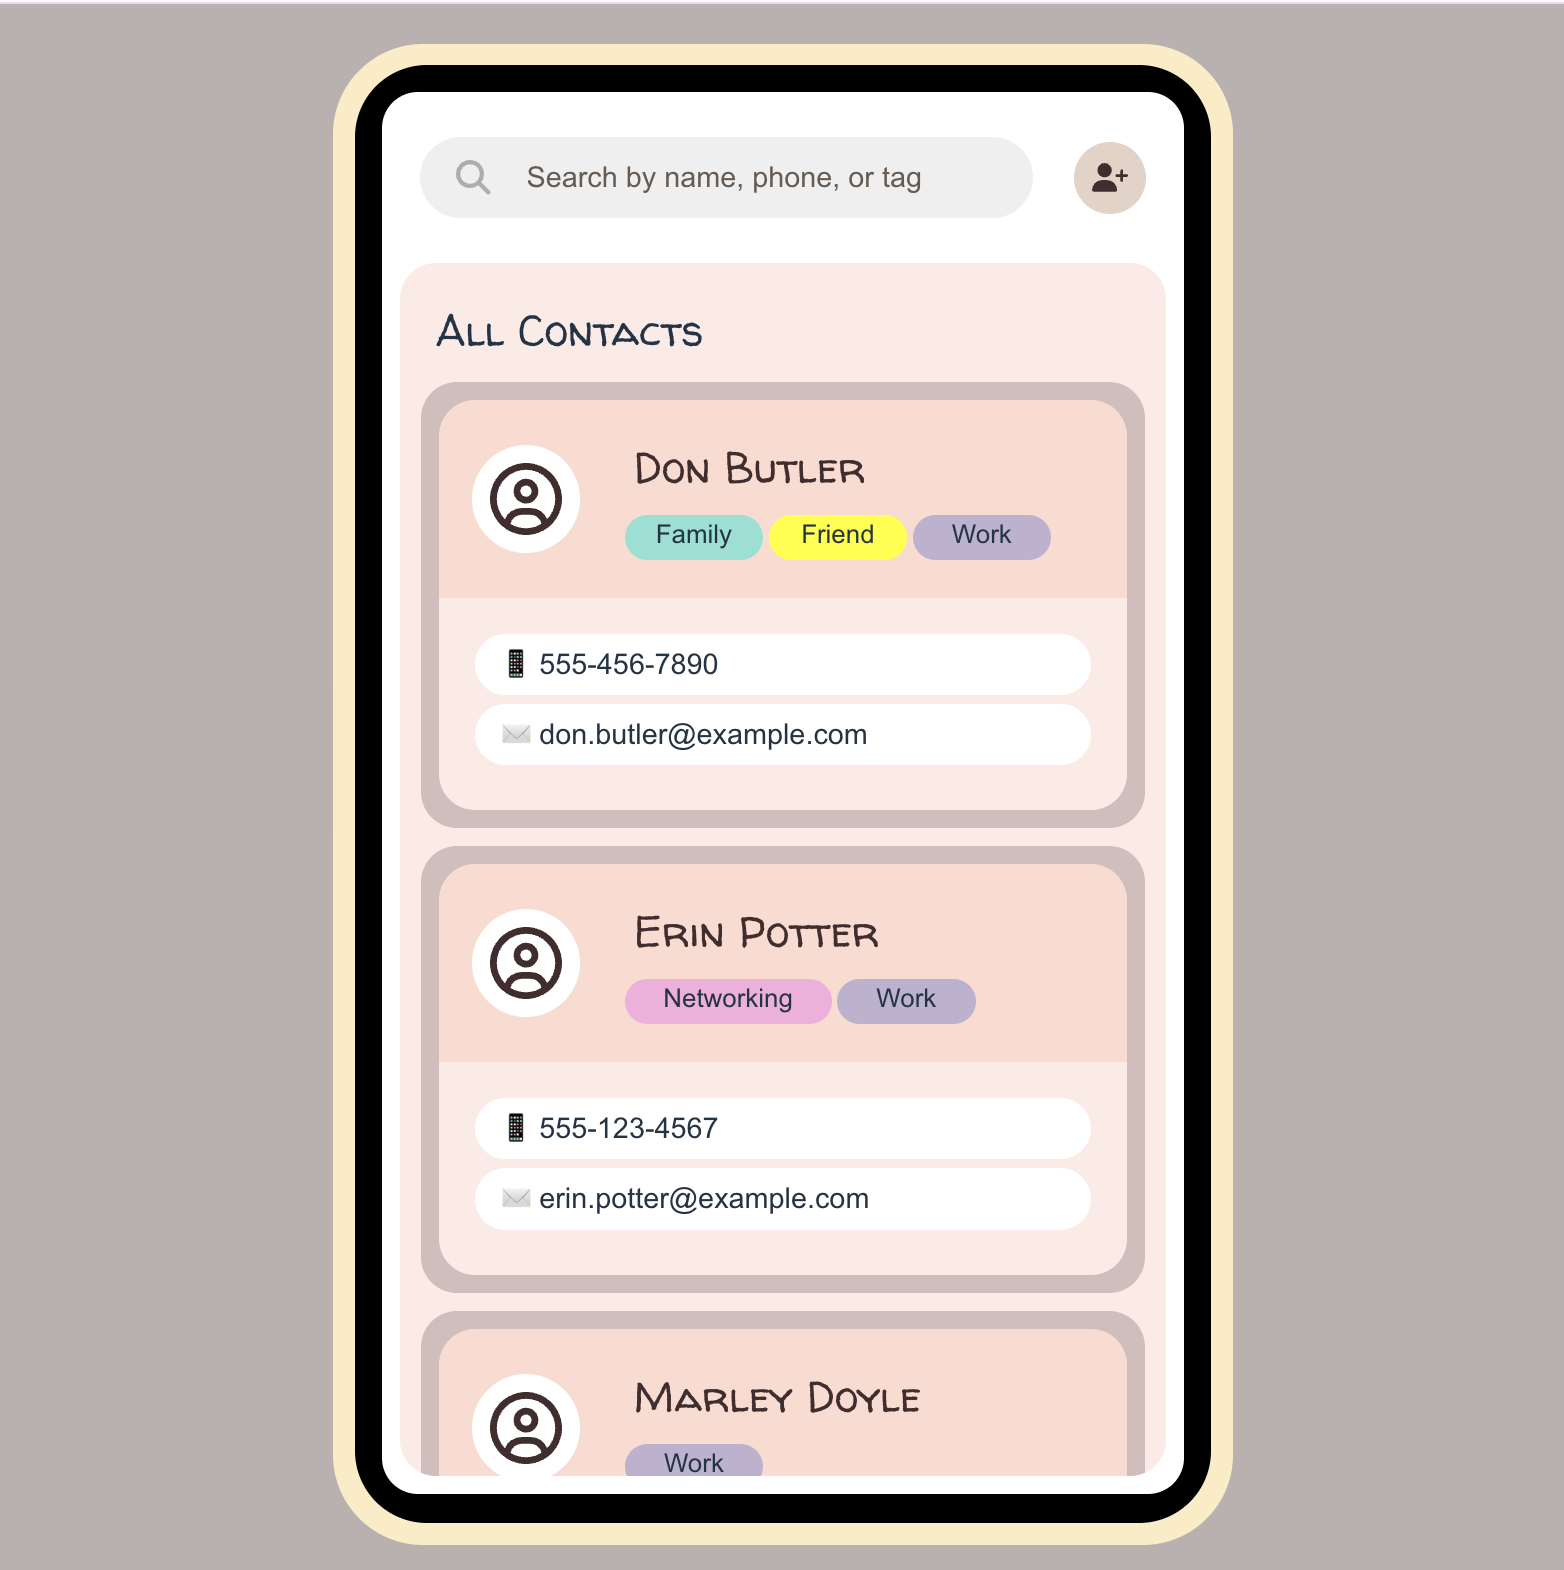 Search by name, phone, or tag
All Contacts
Don Butler
Family Friend Work
555-456-7890
don.butler@example.com
Erin Potter
Networking Work
555-123-4567
erin.potter@example.com
Marley Doyle
Work